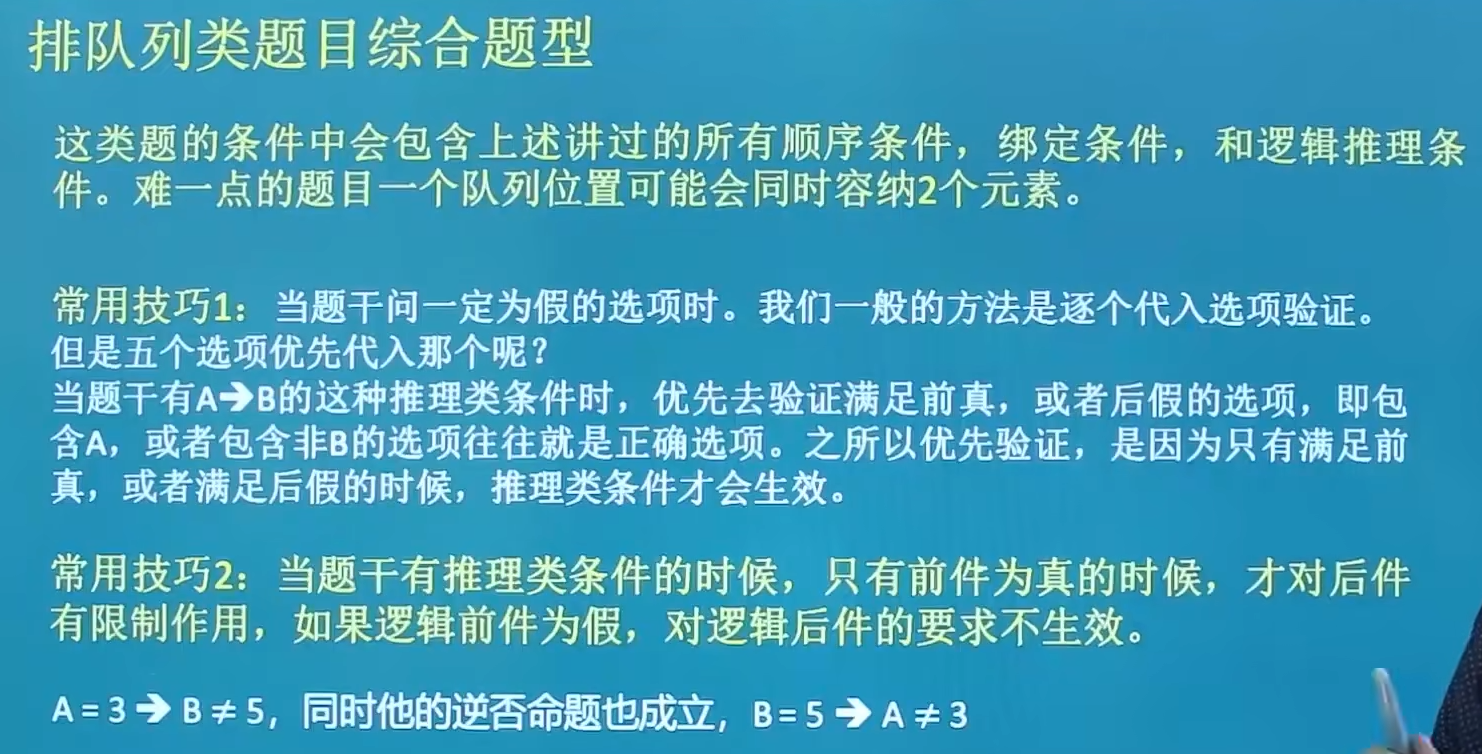 排队列类题目综合题型
这类题的条件中会包含上述讲过的所有顺序条件，绑定条件，和逻辑推理条
件。难一点的题目一个队列位置可能会同时容纳2个元素。
常用技巧1：当题干问一定为假的选项时。我们一般的方法是逐个代入选项验证。
但是五个选项优先代入那个呢？
当题干有A➔B的这种推理类条件时，优先去验证满足前真，或者后假的选项，即包
含A，或者包含非B的选项往往就是正确选项。之所以优先验证，是因为只有满足前
真，或者满足后假的时候，推理类条件才会生效。
常用技巧2：当题干有推理类条件的时候，只有前件为真的时候，才对后件
有限制作用，如果逻辑前件为假，对逻辑后件的要求不生效。
A = 3 ➔ B ≠ 5，同时他的逆否命题也成立，B = 5 ➔ A ≠ 3